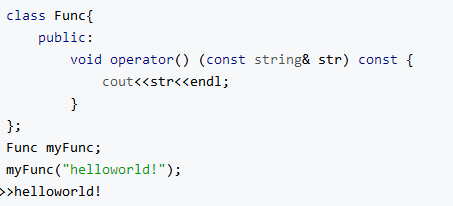 class Func{
    public:
        void operator() (const string& str) const {
            cout<<str<<endl;
        }
};
Func myFunc;
myFunc("helloworld!");
>>helloworld!